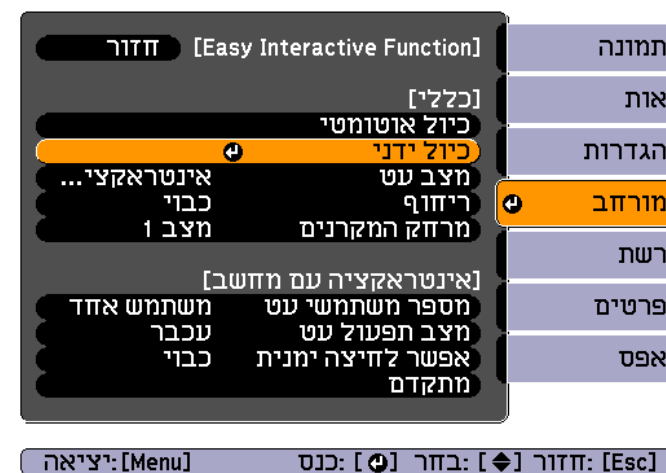 תמונה
אות
הגדרות
מורחב
רשת
פרטים
אפס
[Easy Interactive Function] חזור
[כללי]
כיול אוטומטי
כיול ידני
מצב עט אינטראקצי...
ריחוף כבוי
מרחק המקרנים מצב 1
[אינטראקציה עם מחשב]
מספר משתמשי עט משתמש אחד
מצב תפעול עט עכבר
אפשר לחיצה ימנית כבוי
מתקדם
[Esc] :חזור [] :בחר [] :כנס [Menu] :יציאה